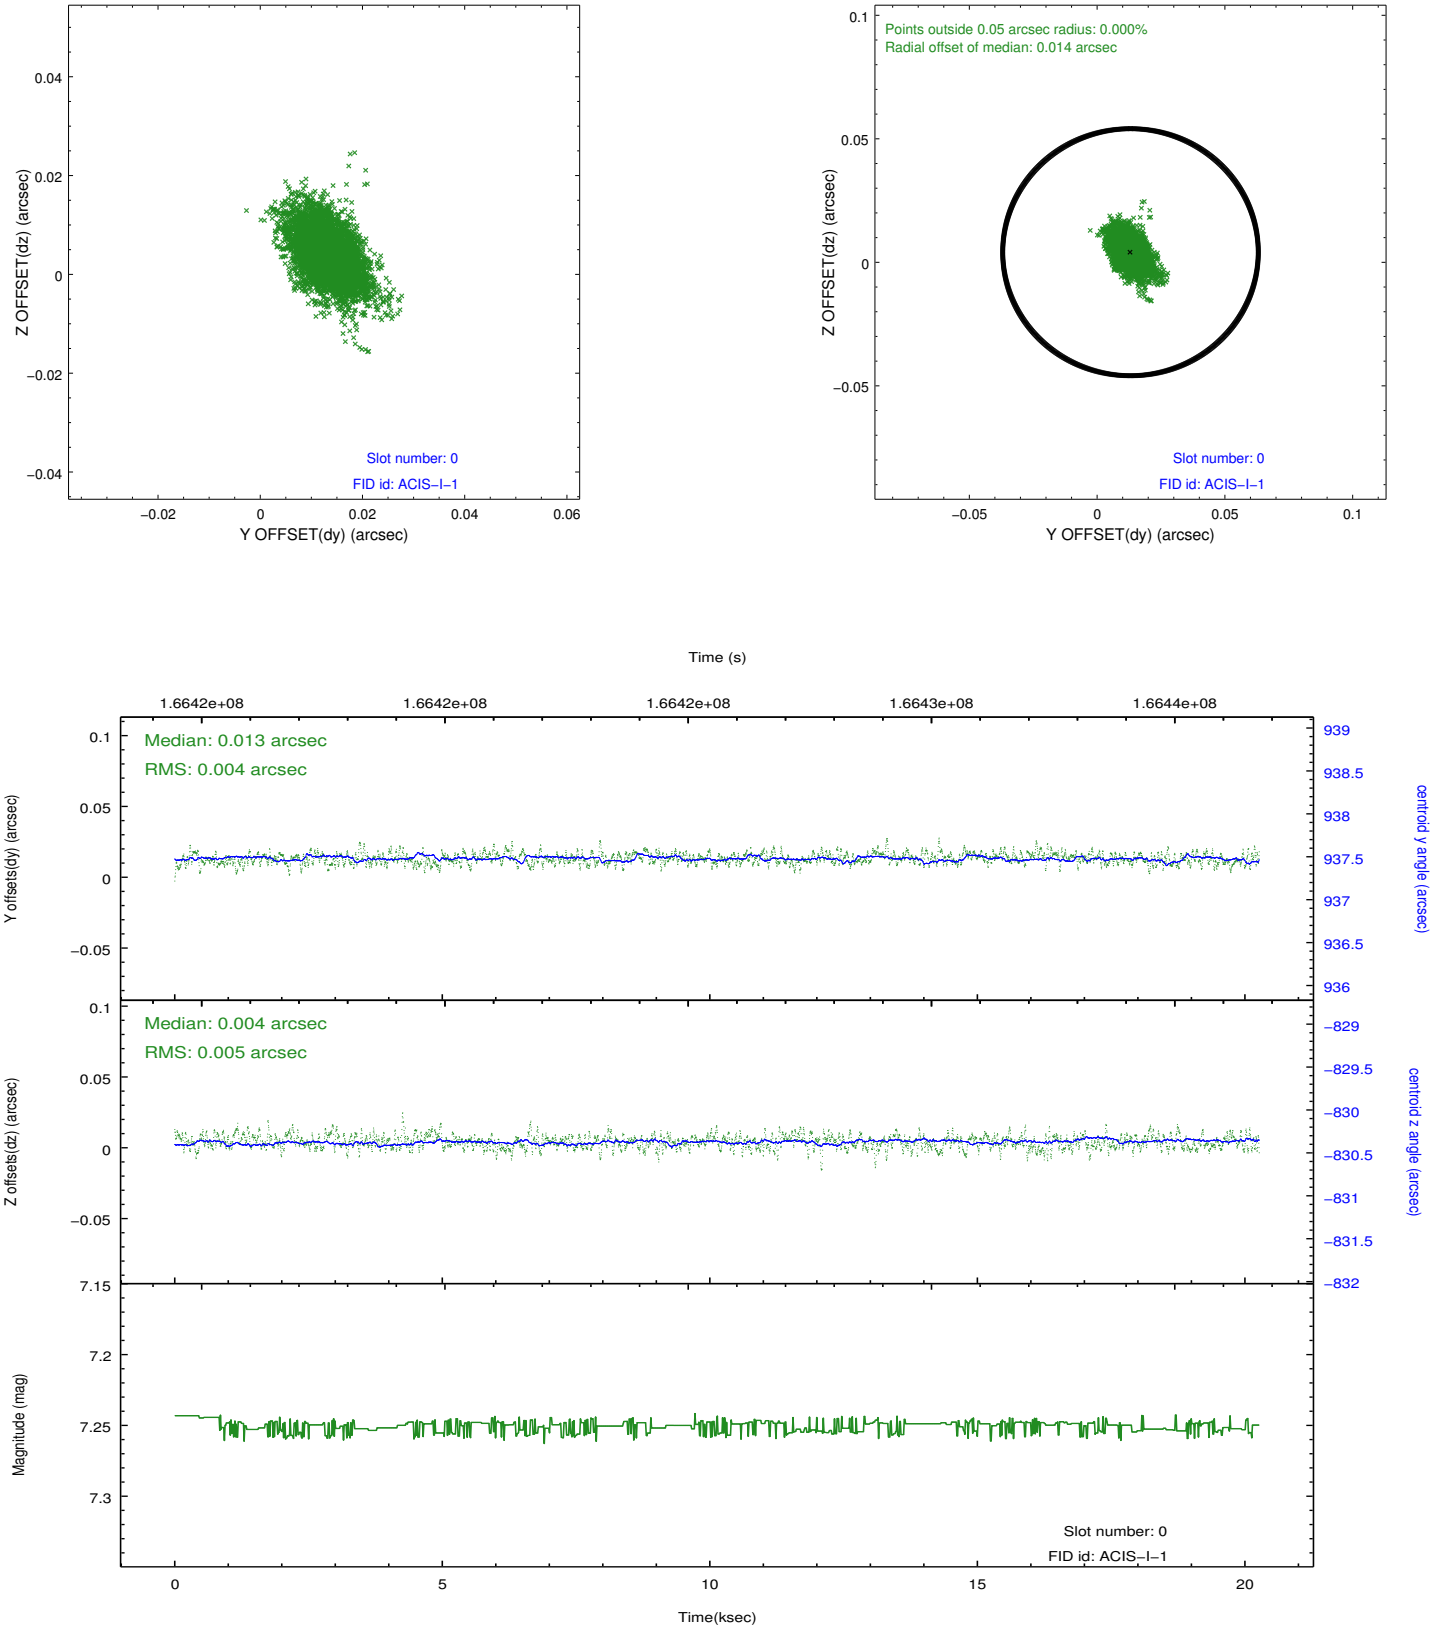 0.04
0.02
0
−0.02
−0.04
Z OFFSET(dz) (arcsec)
Slot number: 0
FID id: ACIS−I−1
−0.02
0
0.02
0.04
0.06
Y OFFSET(dy) (arcsec)
Points outside 0.05 arcsec radius: 0.000%
Radial offset of median: 0.014 arcsec
0.1
0.05
0
−0.05
Z OFFSET(dz) (arcsec)
Slot number: 0
FID id: ACIS−I−1
−0.05
0
0.05
0.1
Y OFFSET(dy) (arcsec)
Time (s)
1.6642e+08
1.6642e+08
1.6642e+08
1.6643e+08
1.6644e+08
Median: 0.013 arcsec
RMS: 0.004 arcsec
0.1
0.05
0
−0.05
Y offsets(dy) (arcsec)
939
938.5
938
937.5
937
936.5
936
centroid y angle (arcsec)
Median: 0.004 arcsec
RMS: 0.005 arcsec
0.1
0.05
0
−0.05
Z offsets(dz) (arcsec)
−829
−829.5
−830
−830.5
−831
−831.5
−832
centroid z angle (arcsec)
7.15
7.2
7.25
7.3
Magnitude (mag)
Slot number: 0
FID id: ACIS−I−1
0
5
10
15
20
Time(ksec)